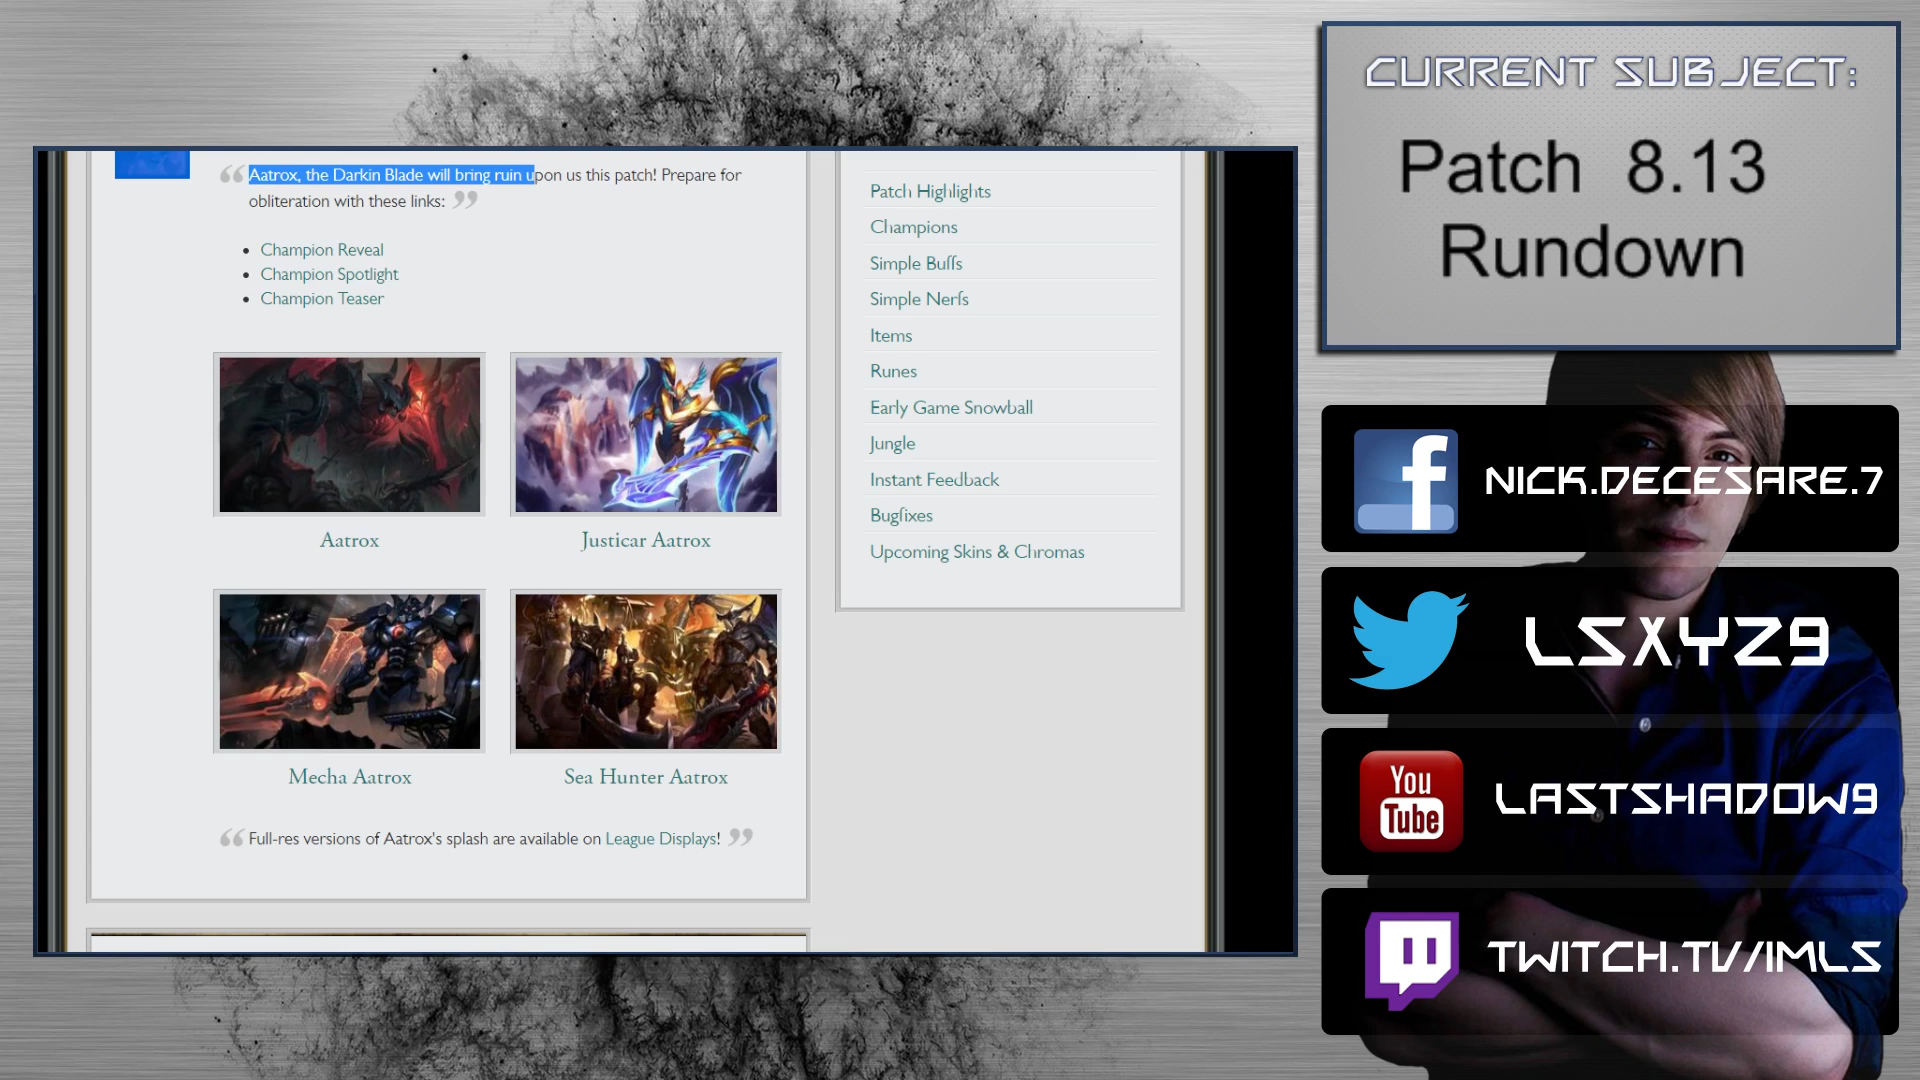 Aatrox, the Darkin Blade will bring ruin upon us this patch! Prepare for
obliteration with these links:
Champion Reveal
Champion Spotlight
Champion Teaser
Aatrox
Justicar Aatrox
Mecha Aatrox
Sea Hunter Aatrox
Full-res versions of Aatrox's splash are available on League Displays!
Patch Highlights
Champions
Simple Buffs
Simple Nerfs
Items
Runes
Early Game Snowball
Jungle
Instant Feedback
Bugfixes
Upcoming Skins & Chromas
CURRENT SUBJECT:
Patch 8.13
Rundown
f
NICK.DECESARE.7
LSXYZ9
You
Tube
LASTSHADOW9
TWITCH.TV/IMLS